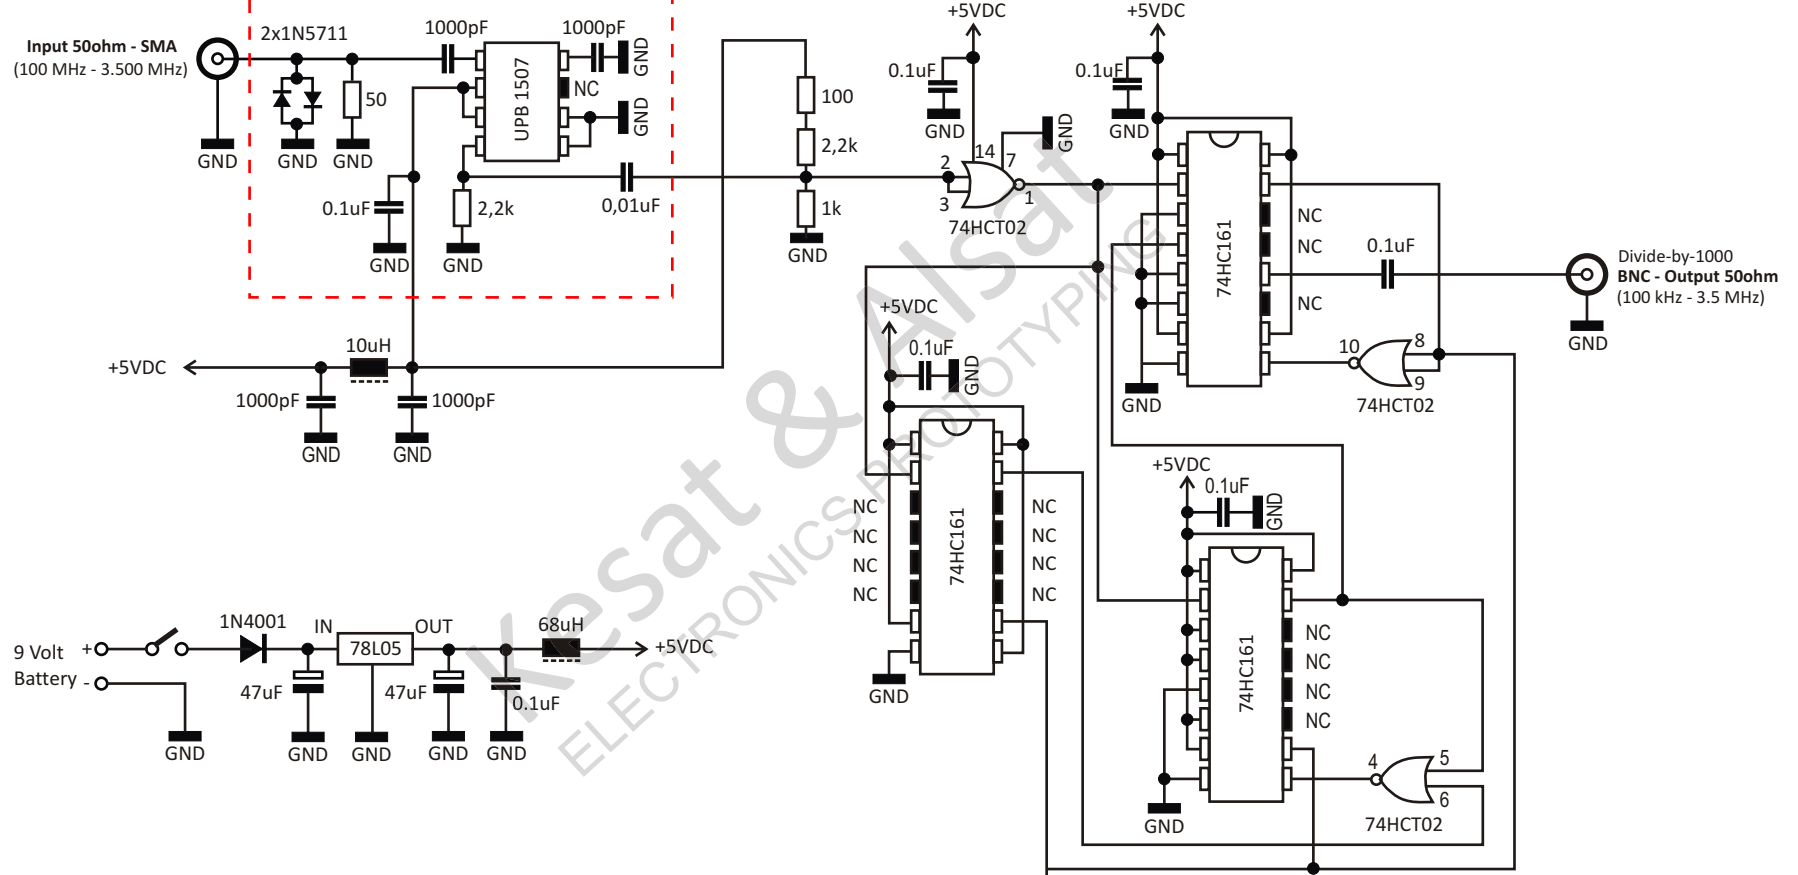 +5VDC
+5VDC
2x1N5711
1000pF
1000pF
Input 50ohm - SMA
(100 MHz - 3.500 MHz)
GND
UPB 1507
NC
50
GND
GND
GND
GND
0.1uF
GND
2,2k
GND
0,01uF
100
2,2k
1k
GND
0.1uF
GND
0.1uF
GND
GND
14
7
2
3
1
74HCT02
74HC161
NC
NC
NC
0.1uF
Divide-by-1000
BNC - Output 50ohm
(100 kHz - 3.5 MHz)
GND
GND
10
8
9
74HCT02
+5VDC
10uH
1000pF
1000pF
GND
GND
+5VDC
0.1uF
GND
NC
NC
NC
NC
74HC161
NC
NC
NC
NC
GND
+5VDC
0.1uF
GND
74HC161
NC
NC
NC
NC
GND
4
5
6
74HCT02
9 Volt
Battery
+
-
GND
1N4001
IN
78L05
OUT
47uF
GND
GND
47uF
GND
0.1uF
GND
68uH
+5VDC
Kesat & Alsat
ELECTRONICS PROTOTYPING